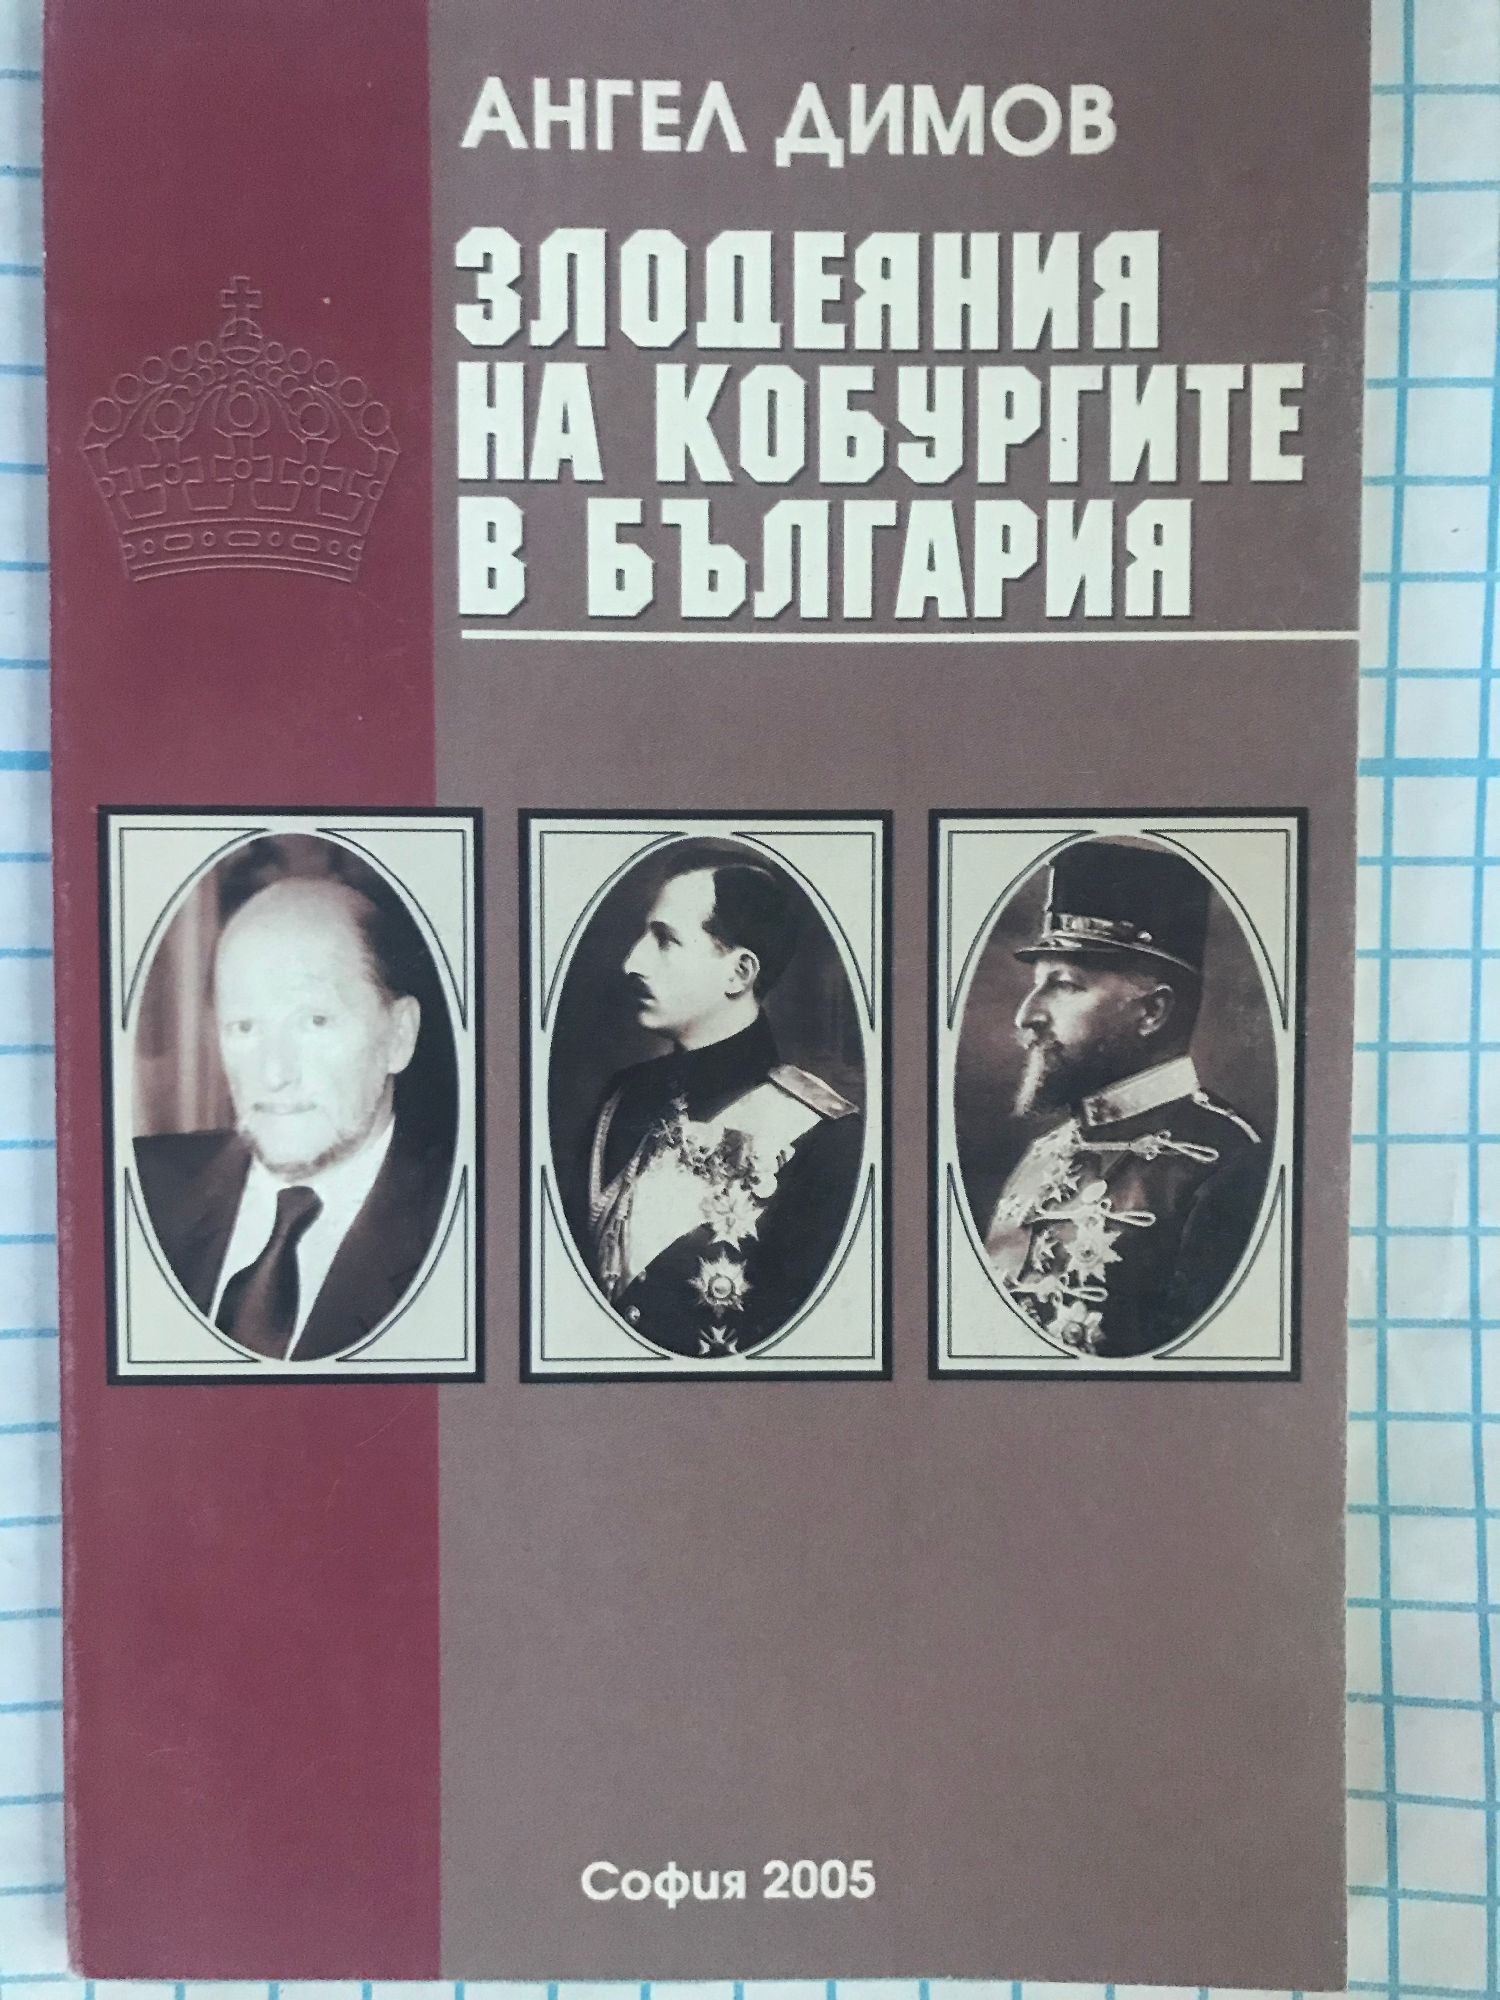 АНГЕЛ ДИМОВ
ЗЛОДЕЯНИЯ
НА КОБУРГИТЕ
В БЪЛГАРИЯ
София 2005